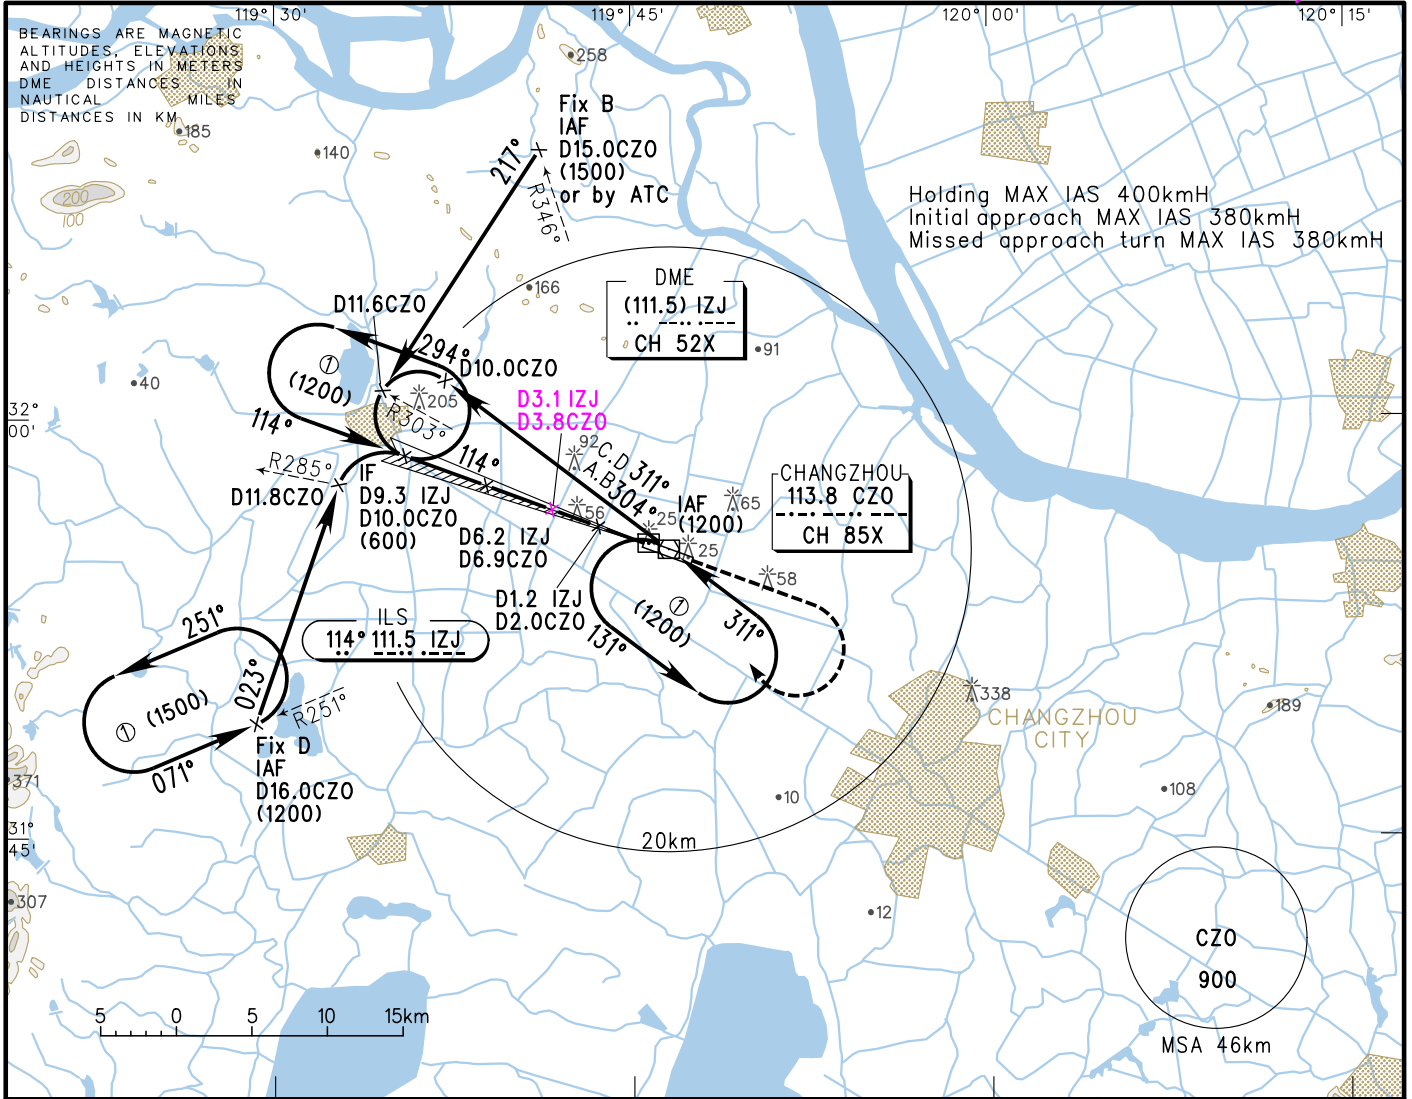 119°30'
119°45'
120°00'
120°15'
BEARINGS ARE MAGNETIC
ALTITUDES, ELEVATIONS
AND HEIGHTS IN METERS
DME DISTANCES IN
NAUTICAL MILES
DISTANCES IN KM
258
185
140
200
100
Fix B
IAF
D15.0CZO
(1500)
or by ATC
217°
R346°
Holding MAX IAS 400kmH
Initial approach MAX IAS 380kmH
Missed approach turn MAX IAS 380kmH
166
DME
(111.5) IZJ
CH 52X
91
D11.6CZO
294°
D10.0CZO
①
(1200)
40
205
R303°
D3.1 IZJ
D3.8CZO
32°
00'
114°
92
C.D 311°
A.B 304°
114°
R285°
D11.8CZO
IF
D9.3 IZJ
D10.0CZO
(600)
CHANGZHOU
113.8 CZO
CH 85X
IAF
(1200)
65
56
25
25
58
D6.2 IZJ
D6.9CZO
D1.2 IZJ
D2.0CZO
①
(1200)
311°
131°
ILS
114° 111.5 IZJ
251°
023°
①
(1500)
R251°
071°
Fix D
IAF
D16.0CZO
(1200)
338
CHANGZHOU
CITY
189
371
10
108
31°
45'
20km
307
12
CZO
900
MSA 46km
5 0 5 10 15km